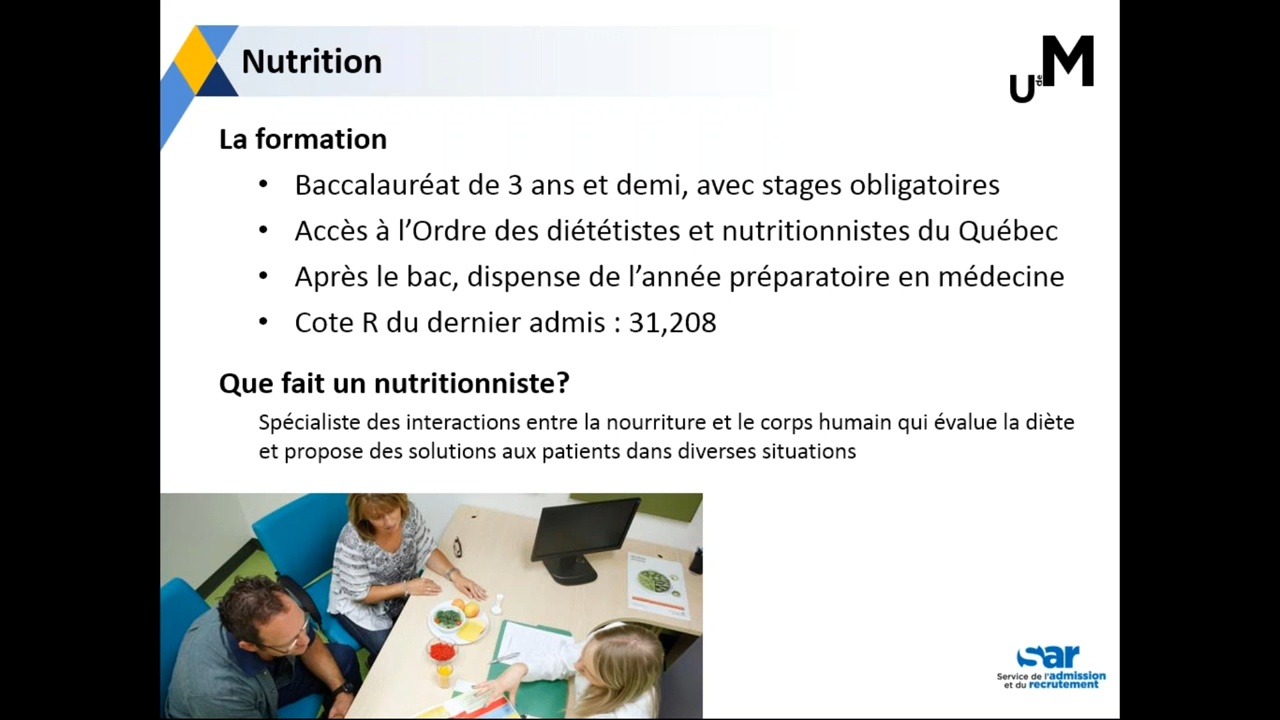 Nutrition
U de M
La formation
• Baccalauréat de 3 ans et demi, avec stages obligatoires
• Accès à l’Ordre des diététistes et nutritionnistes du Québec
• Après le bac, dispense de l’année préparatoire en médecine
• Cote R du dernier admis : 31,208
Que fait un nutritionniste?
Spécialiste des interactions entre la nourriture et le corps humain qui évalue la diète
et propose des solutions aux patients dans diverses situations
sar
Service de l'admission
et du recrutement